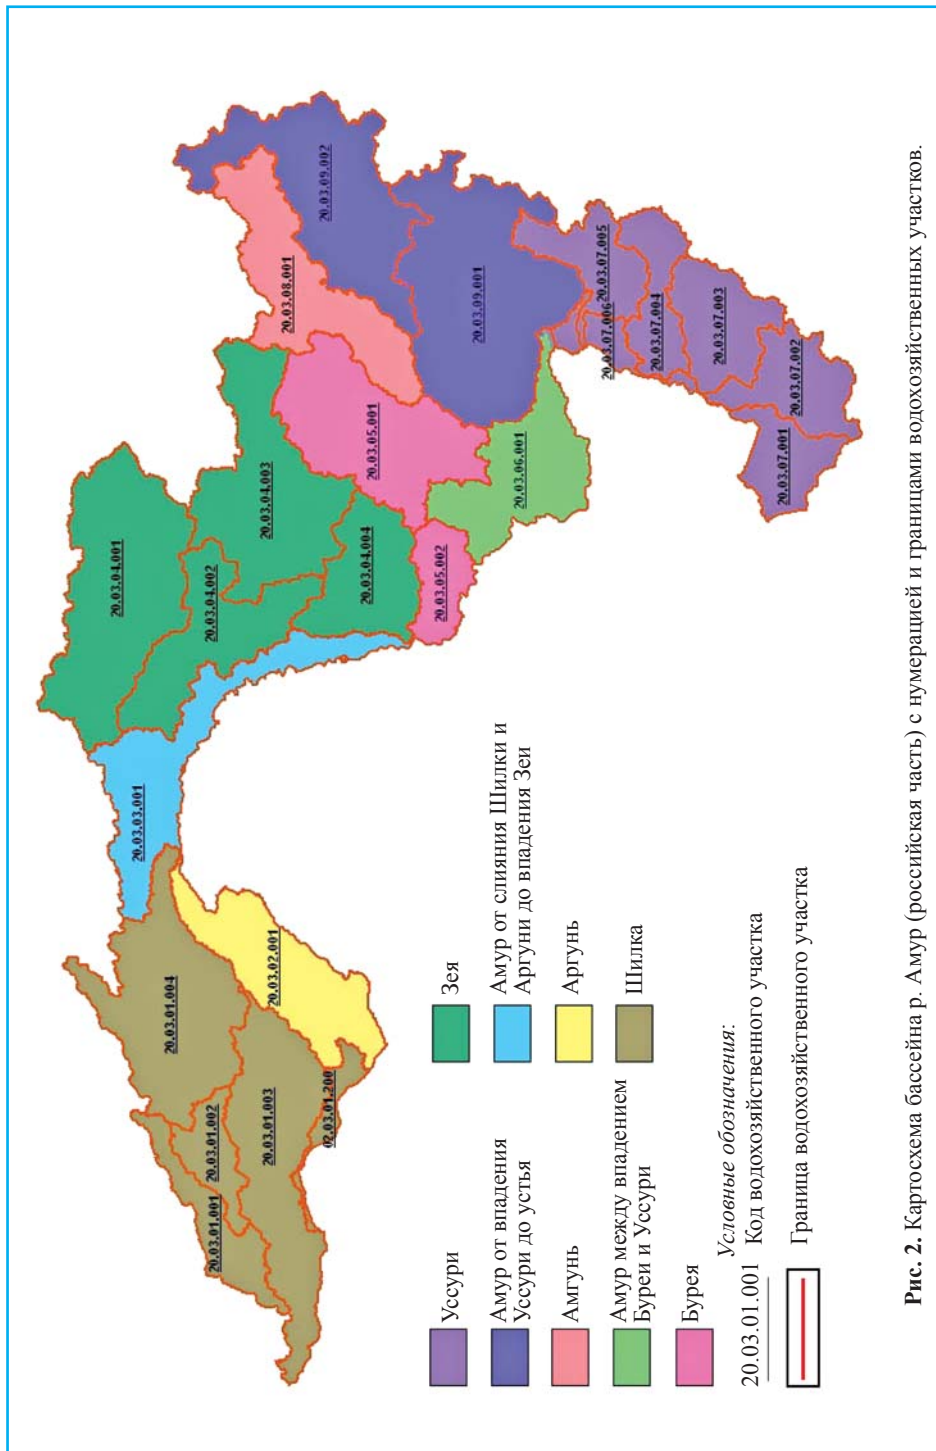 20.03.01.001
20.03.01.002
20.03.01.003
20.03.01.004
02.03.01.200
20.03.02.001
20.03.03.001
20.03.04.001
20.03.04.002
20.03.04.003
20.03.04.004
20.03.05.001
20.03.05.002
20.03.06.001
20.03.08.001
20.03.09.002
20.03.09.001
20.03.07.005
20.03.07.006
20.03.07.004
20.03.07.003
20.03.07.002
20.03.07.001
Уссури
Амур от впадения
Уссури до устья
Амгунь
Амур между впадением
Буреи и Уссури
Бурея
Зея
Амур от слияния Шилки и
Аргуни до впадения Зеи
Аргунь
Шилка
Условные обозначения:
20.03.01.001 Код водохозяйственного участка
Граница водохозяйственного участка
Рис. 2. Картосхема бассейна р. Амур (российская часть) с нумерацией и границами водохозяйственных участков.